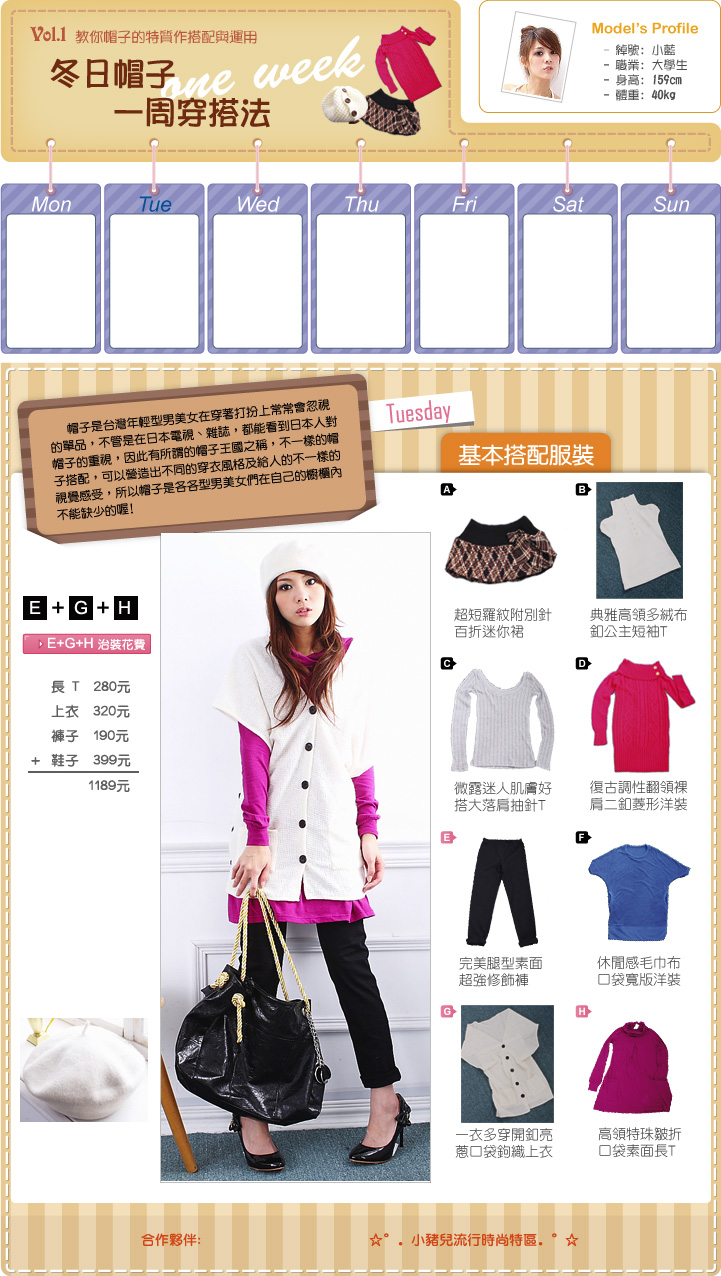 Vol.1 教你帽子的特質作搭配與運用
冬日帽子one week
一周穿搭法
Model's Profile
- 綽號: 小藍
- 職業: 大學生
- 身高: 159cm
- 體重: 40kg
Mon
Tue
Wed
Thu
Fri
Sat
Sun
帽子是台灣年輕型男美女在穿著打扮上常常會忽視
的單品，不管是在日本電視、雜誌，都能看到日本人對
帽子的重視，因此有所謂的帽子王國之稱，不一樣的帽
子搭配，可以營造出不同的穿衣風格及給人的不一樣的
視覺感受，所以帽子是各各型男美女們在自己的櫥櫃內
不能缺少的喔!
Tuesday
基本搭配服裝
E+G+H
E+G+H 治裝花費
長 T 280元
上衣 320元
褲子 190元
+ 鞋子 399元
1189元
A
超短羅紋附別針
百折迷你裙
B
典雅高領多絨布
釦公主短袖T
C
微露迷人肌膚好
搭大落肩抽針T
D
復古調性翻領裸
肩二釦菱形洋裝
E
完美腿型素面
超強修飾褲
F
休閒感毛巾布
口袋寬版洋裝
G
一衣多穿開釦亮
蔥口袋鉤織上衣
H
高領特珠皺折
口袋素面長T
合作夥伴:
☆°．小豬兒流行時尚特區．°☆